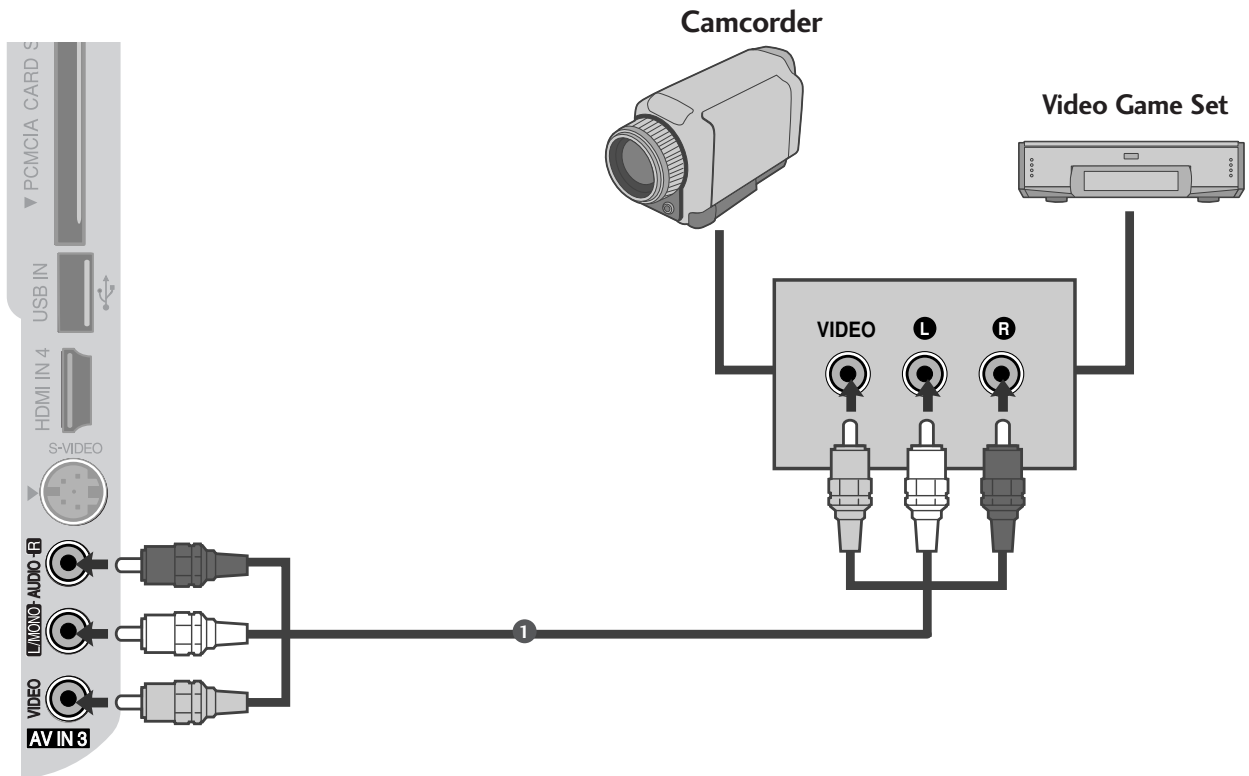 Camcorder
Video Game Set
▼ PCMCIA CARD S
USB IN
HDMI IN 4
S-VIDEO
L/MONO-AUDIO-R
VIDEO
AV IN 3
VIDEO L R
1